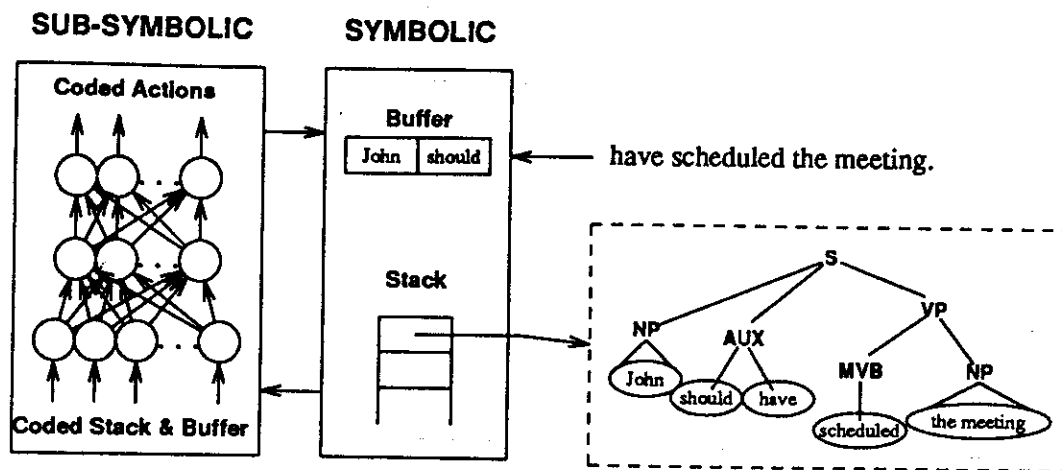 SUB-SYMBOLIC
SYMBOLIC
Coded Actions
Buffer
John should
have scheduled the meeting.
Stack
Coded Stack & Buffer
S
NP AUX VP
John
should have
MVB NP
scheduled the meeting